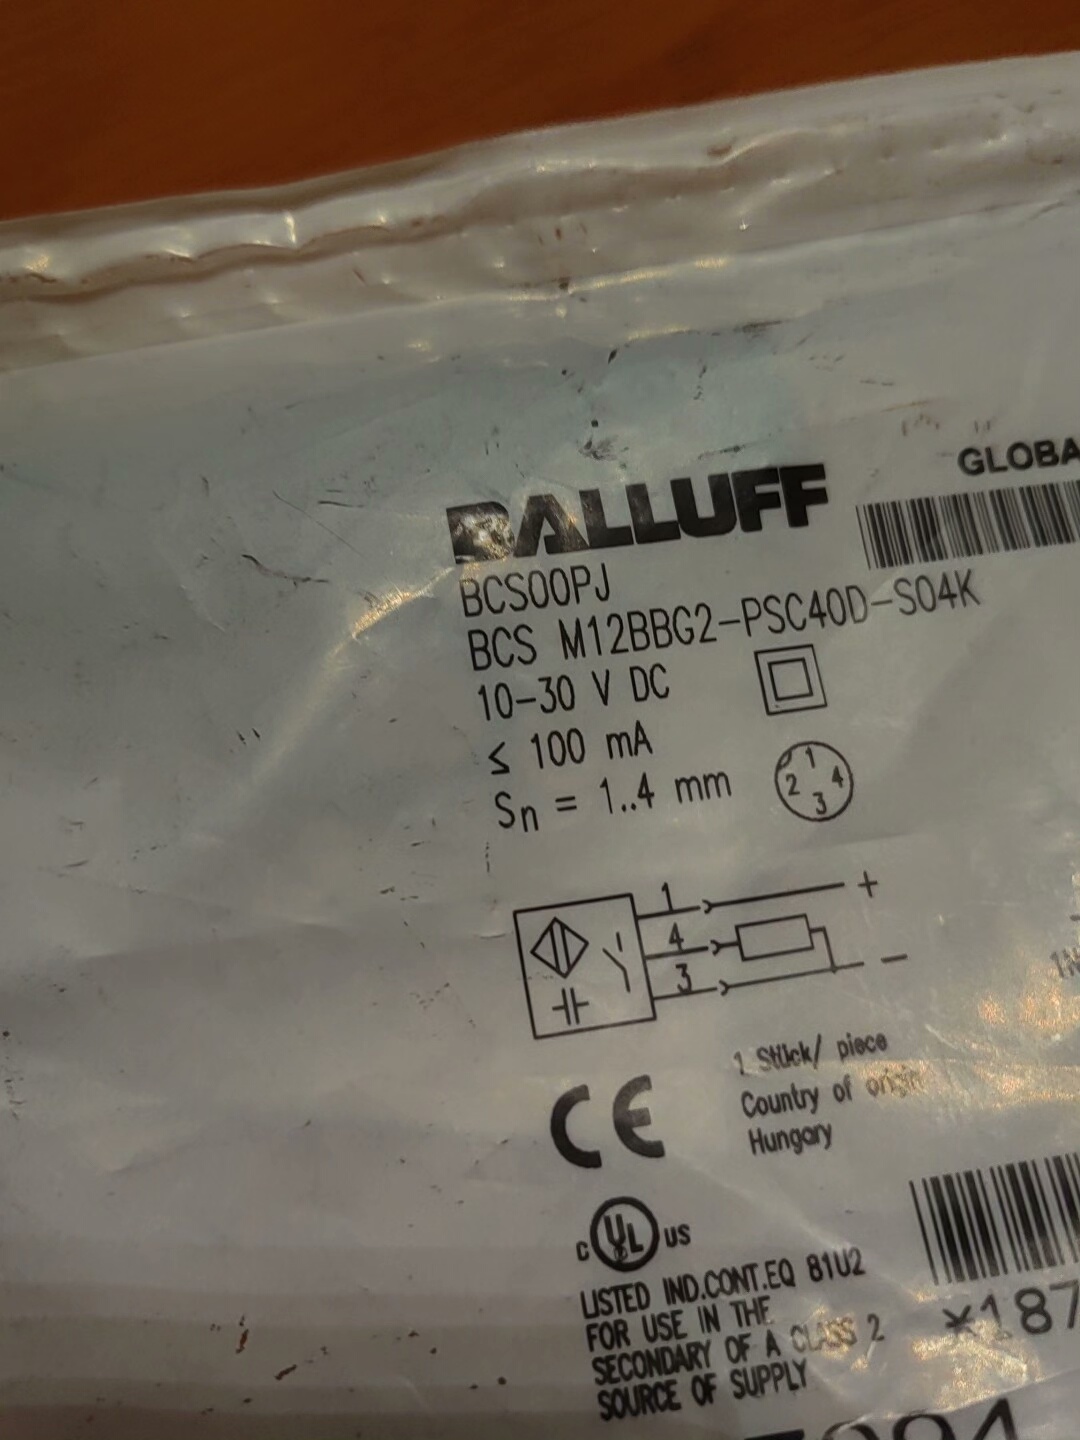 BALLUFF
GLOBA
BCS00PJ
BCS M12BBG2-PSC40D-S04K
10-30 V DC
≤ 100 mA
Sn = 1..4 mm
1
2 4
3
1 +
4
3 -
1 Stück/ piece
Country of origin
Hungary
CE
C UL US
LISTED IND.CONT.EQ 81U2
FOR USE IN THE
SECONDARY OF A CLASS 2
SOURCE OF SUPPLY
*187